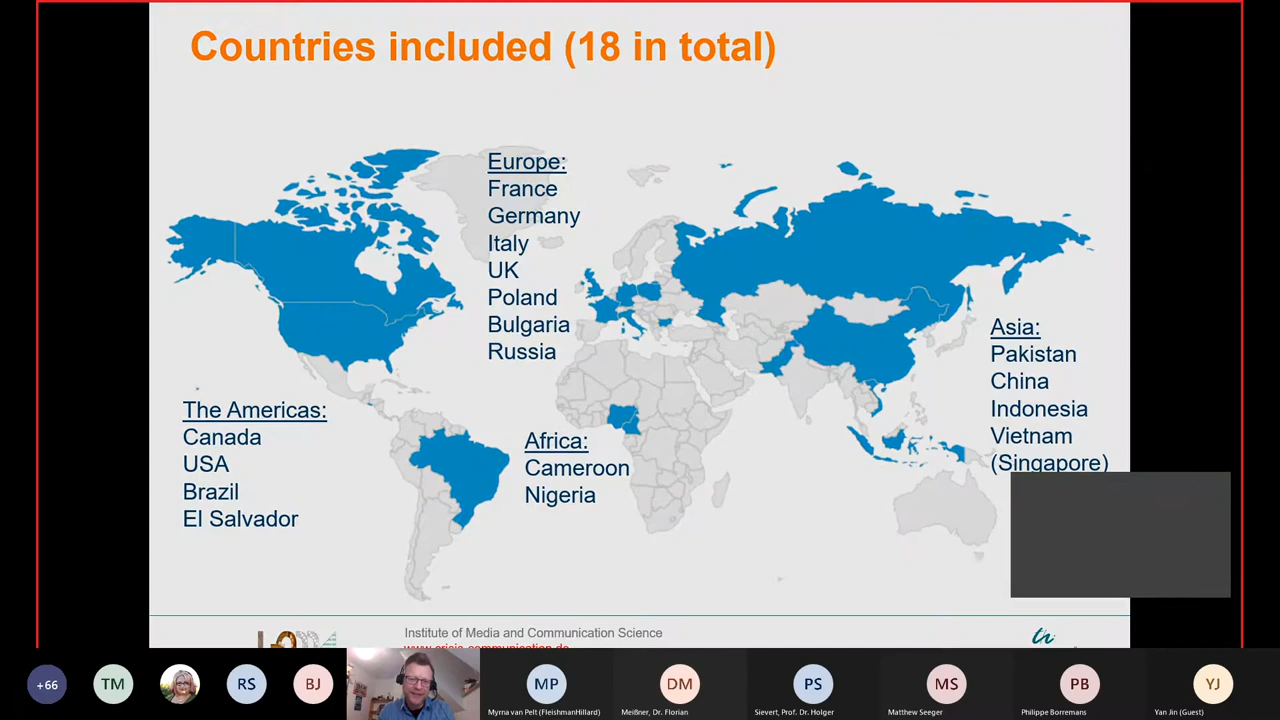 Countries included (18 in total)
Europe:
France
Germany
Italy
UK
Poland
Bulgaria
Russia
The Americas:
Canada
USA
Brazil
El Salvador
Africa:
Cameroon
Nigeria
Asia:
Pakistan
China
Indonesia
Vietnam
(Singapore)
Institute of Media and Communication Science
www.crisis-communication.de
+66
TM
RS
BJ
MP
Myrna van Pelt (FleishmanHillard)
DM
Meißner, Dr. Florian
PS
Sievert, Prof. Dr. Holger
MS
Matthew Seeger
PB
Philippe Borremans
YJ
Yan Jin (Guest)